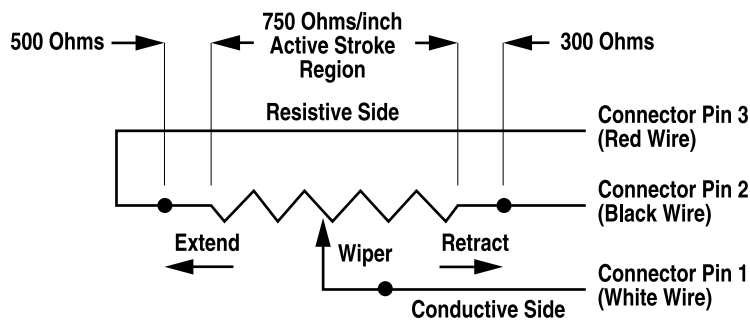 500 Ohms
750 Ohms/inch
Active Stroke
Region
300 Ohms
Resistive Side
Connector Pin 3
(Red Wire)
Connector Pin 2
(Black Wire)
Extend
Wiper
Retract
Connector Pin 1
(White Wire)
Conductive Side